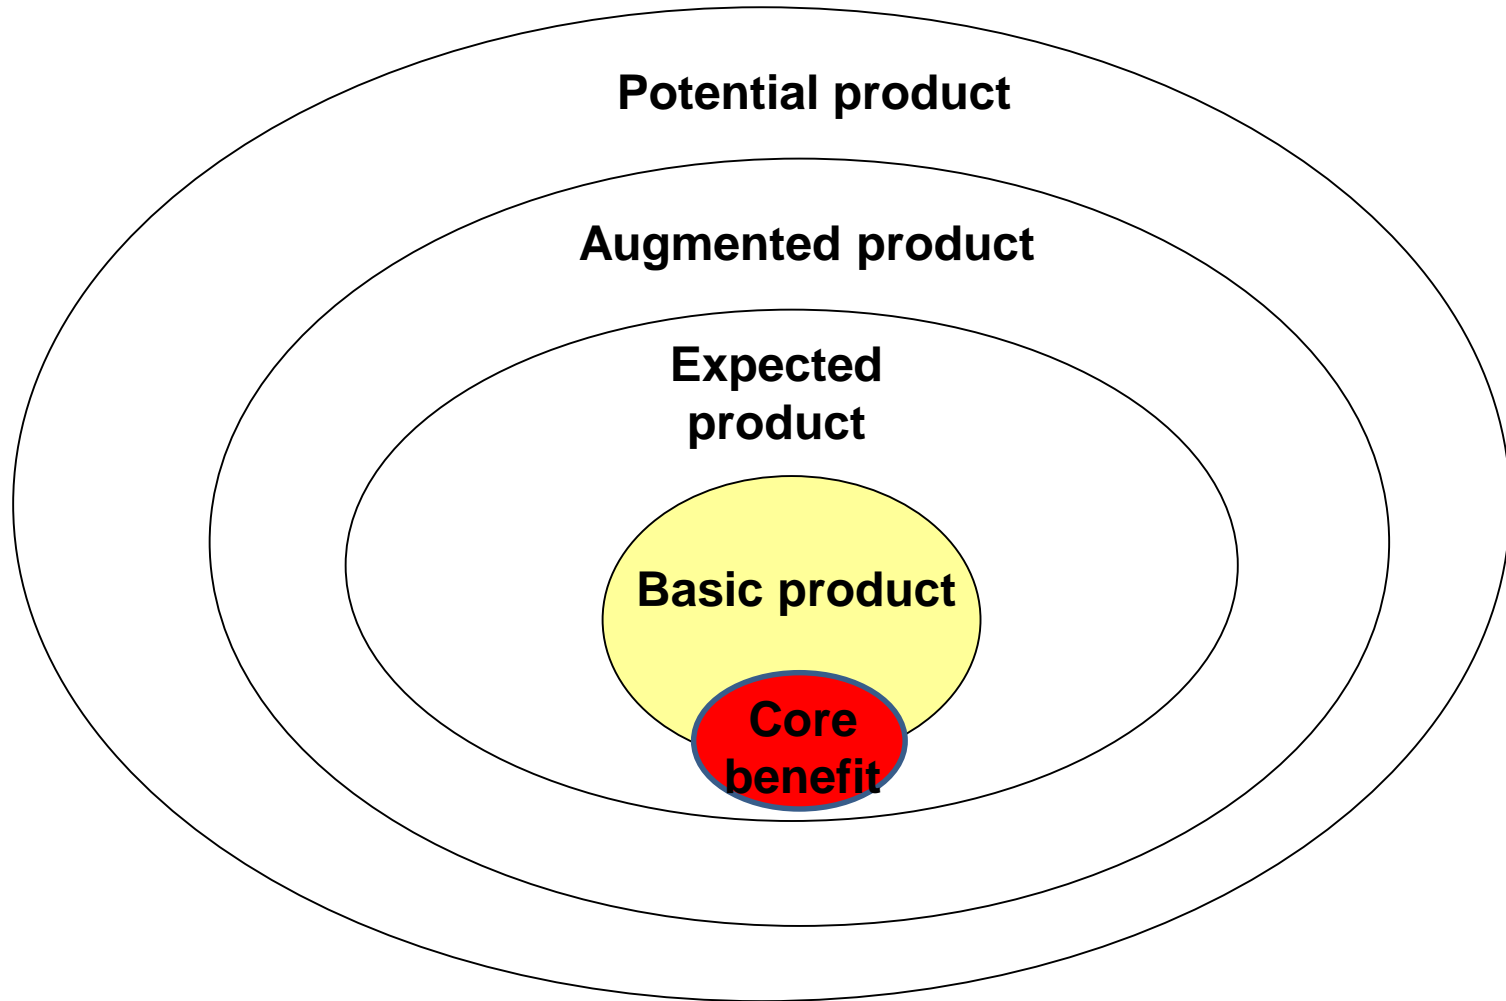 Potential product
Augmented product
Expected
product
Basic product
Core
benefit